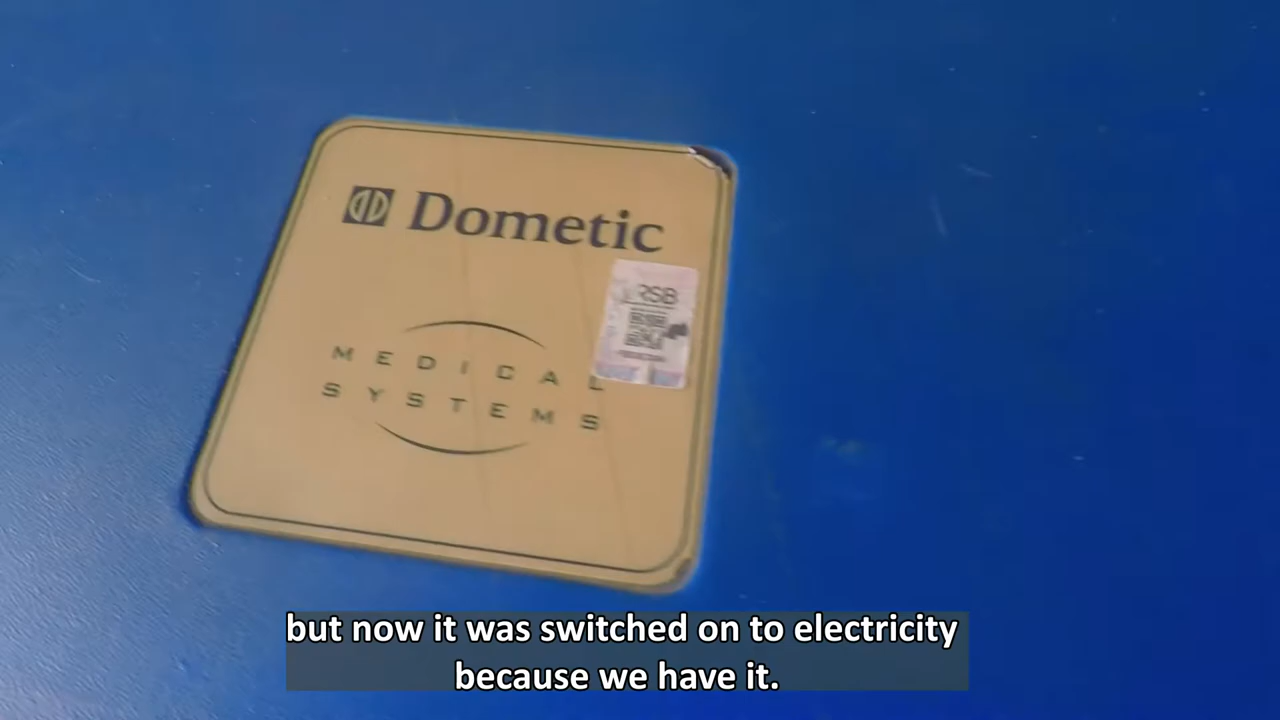 Dometic
RSB
MEDICAL
SYSTEMS
but now it was switched on to electricity
because we have it.